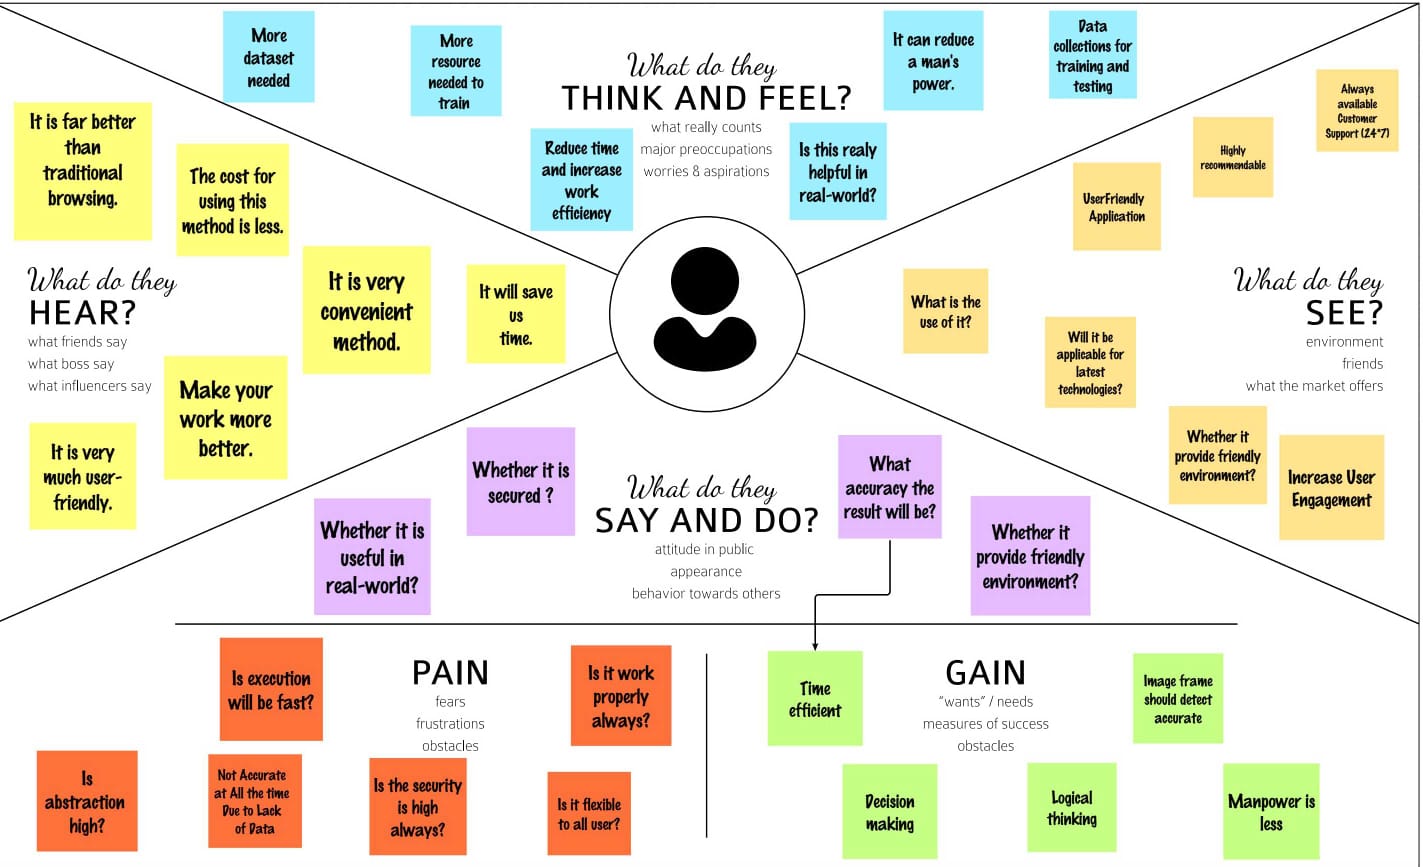 More
dataset
needed
More
resource
needed to
train
What do they
THINK AND FEEL?
what really counts
major preoccupations
worries & aspirations
Reduce time
and increase
work
efficiency
Is this realy
helpful in
real-world?
It can reduce
a man's
power.
Data
collections for
training and
testing
It is far better
than
traditional
browsing.
The cost for
using this
method is less.
What do they
HEAR?
what friends say
what boss say
what influencers say
It is very
convenient
method.
It will save
us
time.
Make your
work more
better.
It is very
much user-
friendly.
Always
available
Customer
Support (24*7)
Highly
recommendable
UserFriendly
Application
What do they
SEE?
environment
friends
what the market offers
What is the
use of it?
Will it be
applicable for
latest
technologies?
Whether it
provide friendly
environment?
Increase User
Engagement
Whether it is
secured ?
Whether it is
useful in
real-world?
What do they
SAY AND DO?
attitude in public
appearance
behavior towards others
What
accuracy the
result will be?
Whether it
provide friendly
environment?
PAIN
fears
frustrations
obstacles
Is execution
will be fast?
Is it work
properly
always?
Is
abstraction
high?
Not Accurate
at All the time
Due to Lack
of Data
Is the security
is high
always?
Is it flexible
to all user?
GAIN
"wants" / needs
measures of success
obstacles
Time
efficient
Image frame
should detect
accurate
Decision
making
Logical
thinking
Manpower is
less